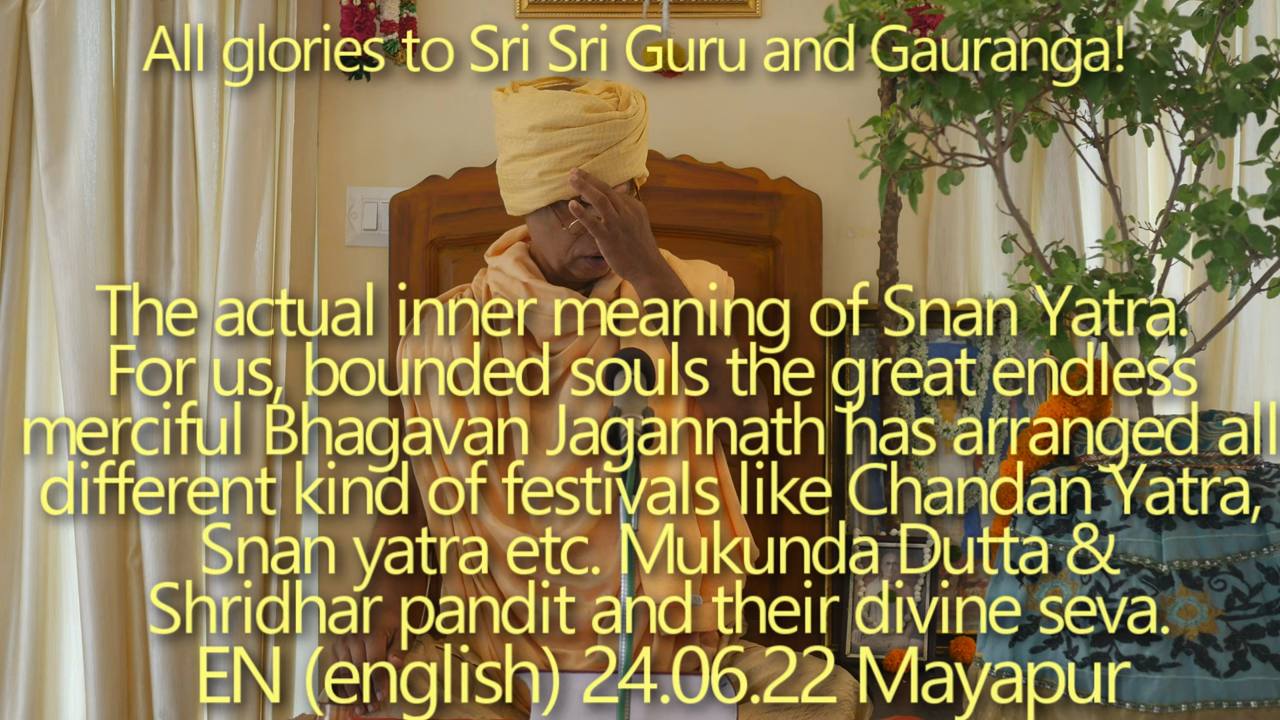 All glories to Sri Sri Guru and Gauranga!
The actual inner meaning of Snan Yatra.
For us, bounded souls the great endless
merciful Bhagavan Jagannath has arranged all
different kind of festivals like Chandan Yatra,
Snan yatra etc. Mukunda Dutta &
Shridhar pandit and their divine seva.
EN (english) 24.06.22 Mayapur